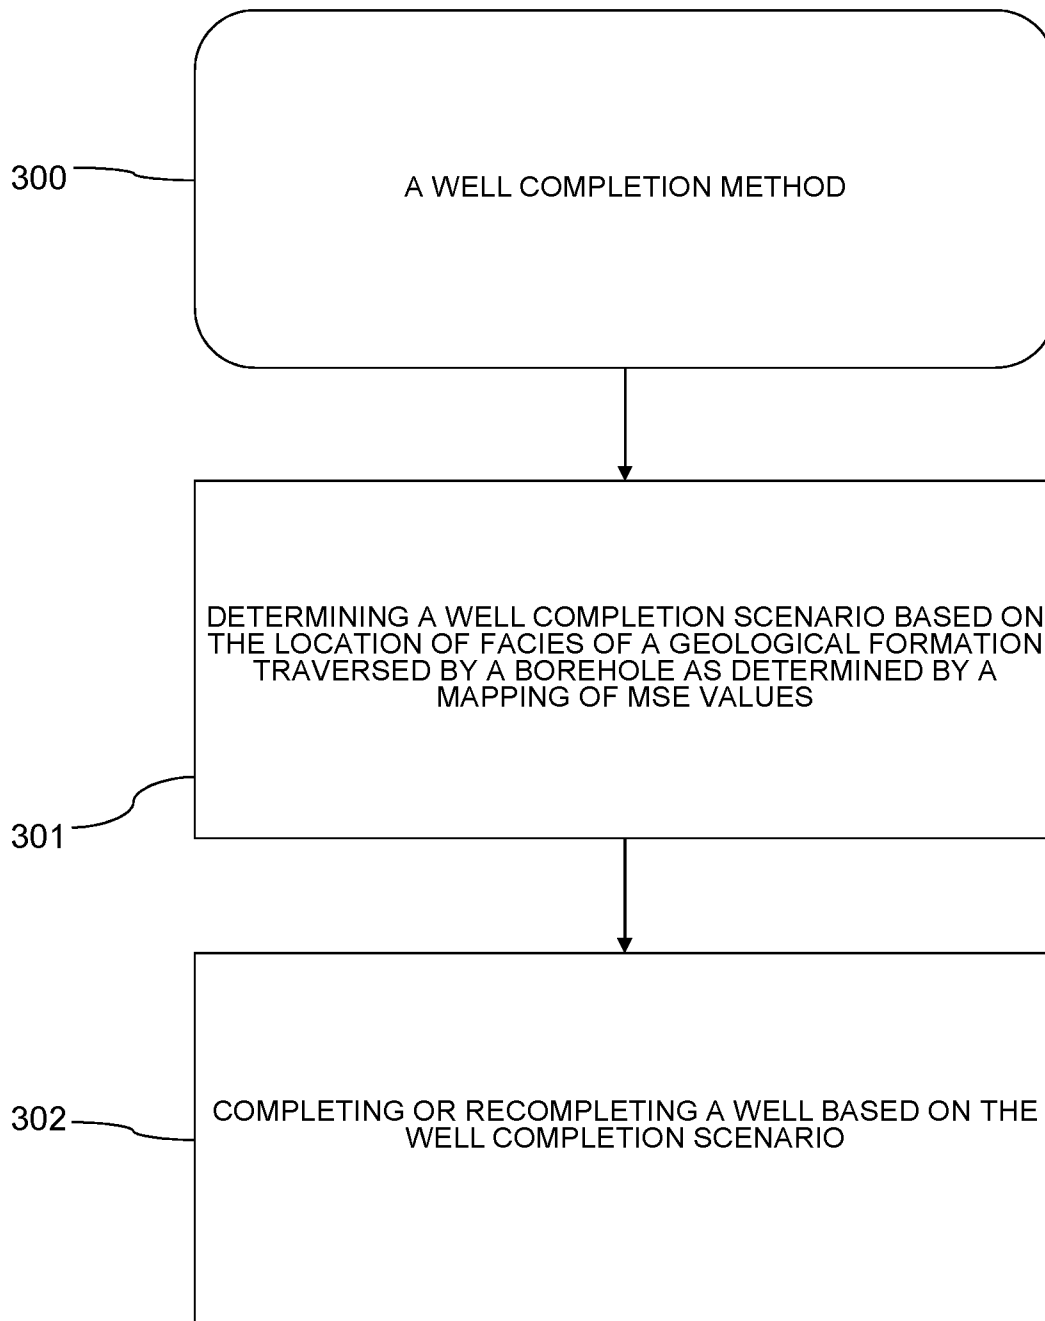 300
A WELL COMPLETION METHOD
DETERMINING A WELL COMPLETION SCENARIO BASED ON
THE LOCATION OF FACIES OF A GEOLOGICAL FORMATION
TRAVERSED BY A BOREHOLE AS DETERMINED BY A
MAPPING OF MSE VALUES
301
302
COMPLETING OR RECOMPLETING A WELL BASED ON THE
WELL COMPLETION SCENARIO